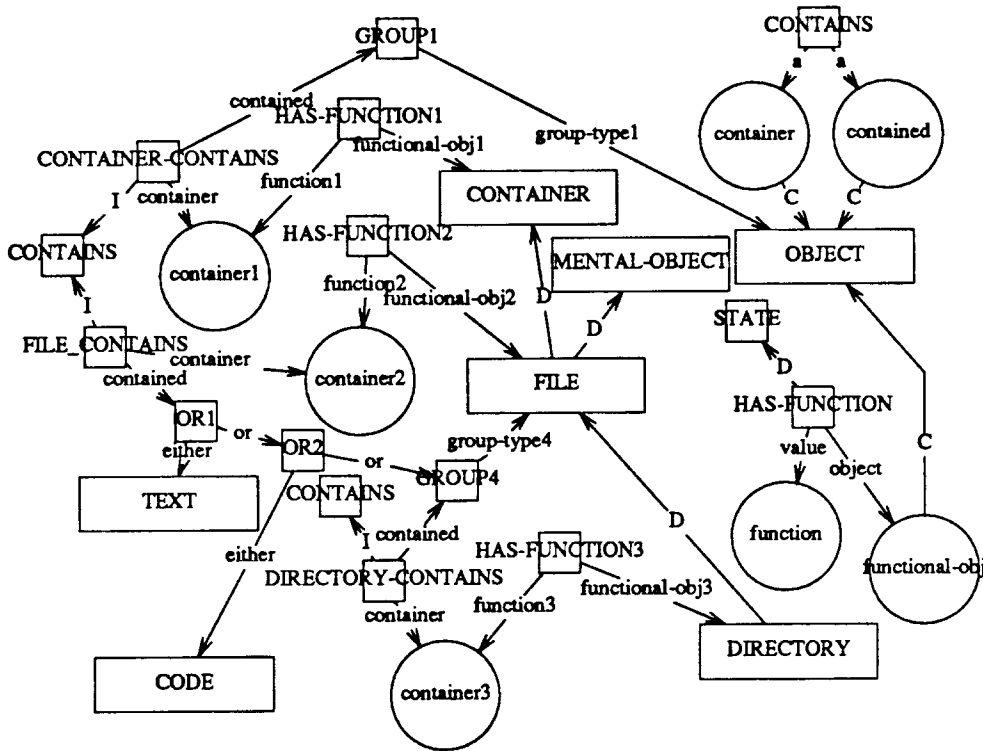 CONTAINS
GROUP1
a
a
contained
HAS-FUNCTION1
container
contained
functional-obj1
group-type1
CONTAINER-CONTAINS
function1
I
container
CONTAINER
C
C
HAS-FUNCTION2
CONTAINS
container1
MENTAL-OBJECT
OBJECT
function2
functional-obj2
D
I
STATE
D
FILE_CONTAINS
container
D
contained
container2
FILE
HAS-FUNCTION
OR1
or
value
either
OR2
or
group-type4
C
object
GROUP4
TEXT
CONTAINS
D
function
I
contained
HAS-FUNCTION3
either
functional-obj
DIRECTORY-CONTAINS
functional-obj3
function3
container
DIRECTORY
CODE
container3